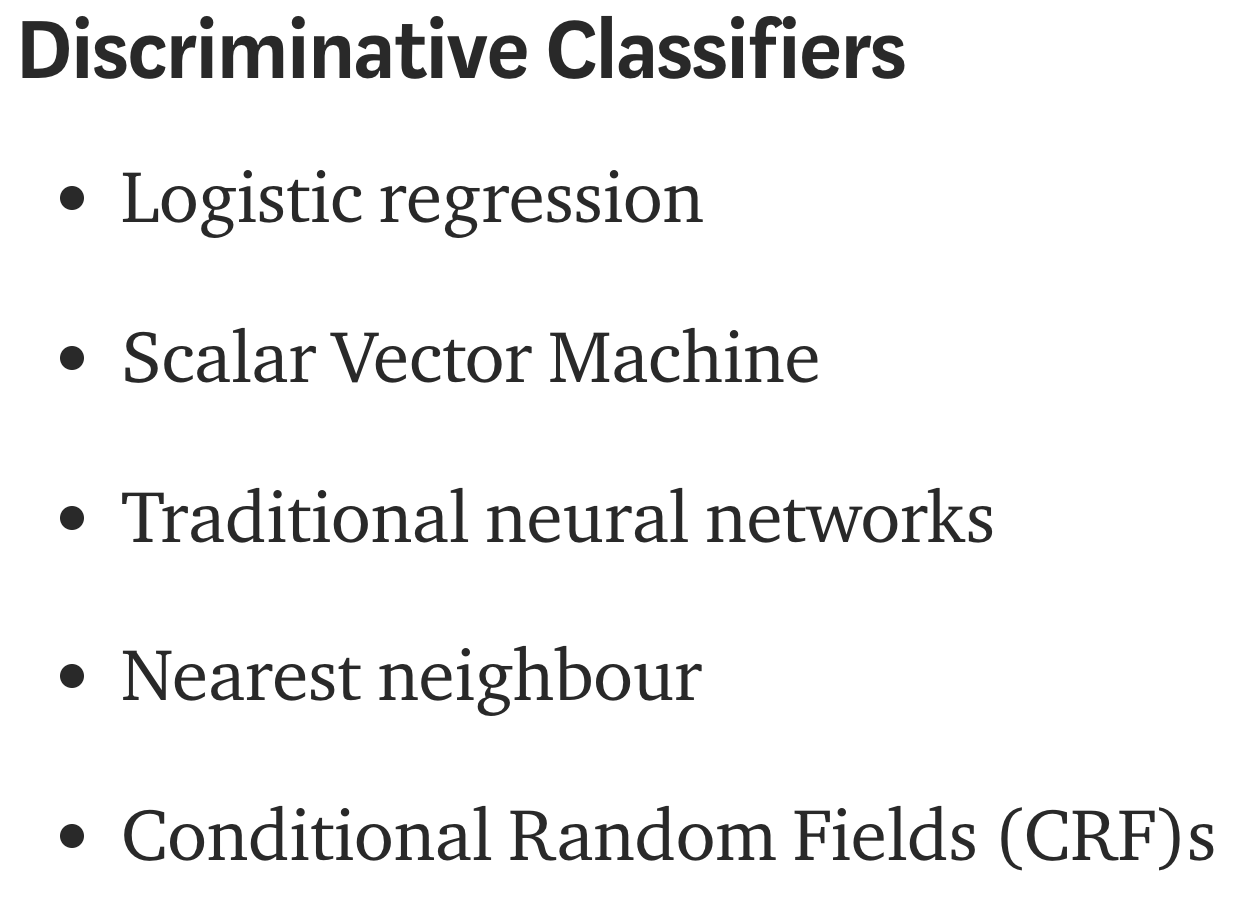 Discriminative Classifiers
• Logistic regression
• Scalar Vector Machine
• Traditional neural networks
• Nearest neighbour
• Conditional Random Fields (CRF)s